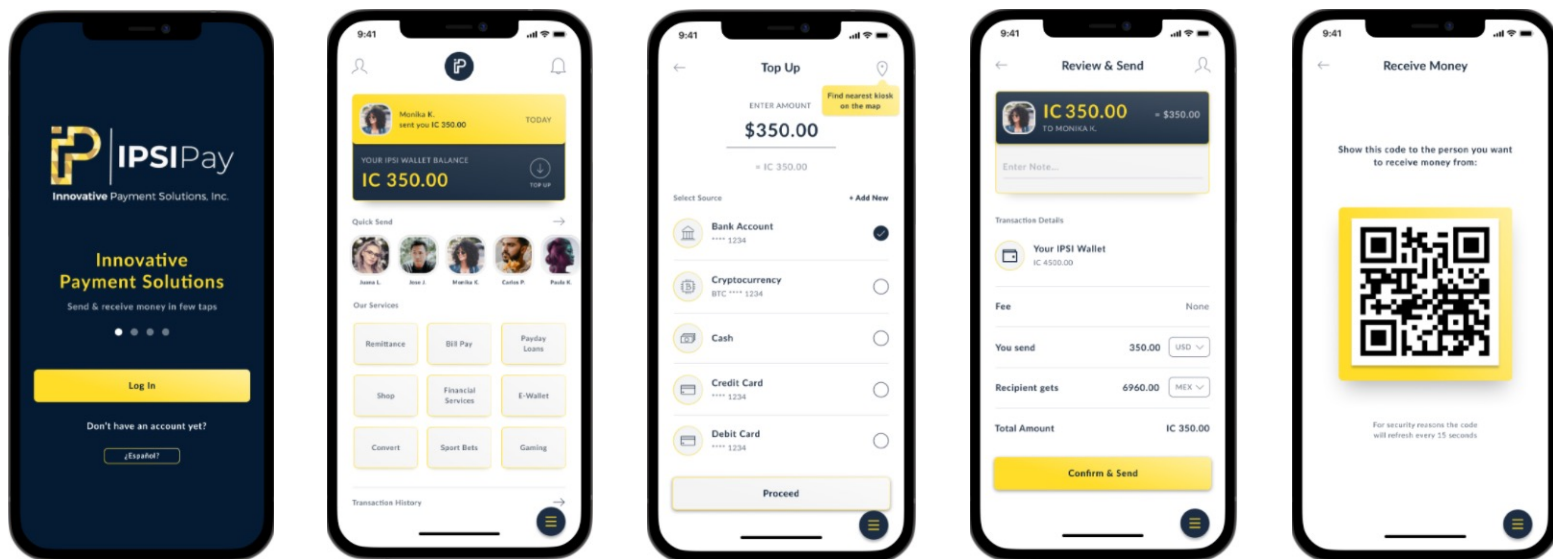 iP
IPSIPay
Innovative Payment Solutions, Inc.
Innovative
Payment Solutions
Send & receive money in few taps
Log In
Don't have an account yet?
¿Español?
9:41
iP
Monika K.
sent you IC 350.00
TODAY
YOUR IPSI WALLET BALANCE
IC 350.00
TOP UP
Quick Send
Joana L.
Jose J.
Monika K.
Carlos P.
Paula K.
Our Services
Remittance
Bill Pay
Payday
Loans
Shop
Financial
Services
E-Wallet
Convert
Sport Bets
Gaming
Transaction History
9:41
Top Up
Find nearest kiosk
on the map
ENTER AMOUNT
$350.00
= IC 350.00
Select Source
+ Add New
Bank Account
**** 1234
Cryptocurrency
BTC **** 1234
Cash
Credit Card
**** 1234
Debit Card
**** 1234
Proceed
9:41
Review & Send
IC 350.00
= $350.00
TO MONIKA K.
Enter Note...
Transaction Details
Your IPSI Wallet
IC 4500.00
Fee
None
You send
350.00
USD
Recipient gets
6960.00
MEX
Total Amount
IC 350.00
Confirm & Send
9:41
Receive Money
Show this code to the person you want
to receive money from:
For security reasons the code
will refresh every 15 seconds